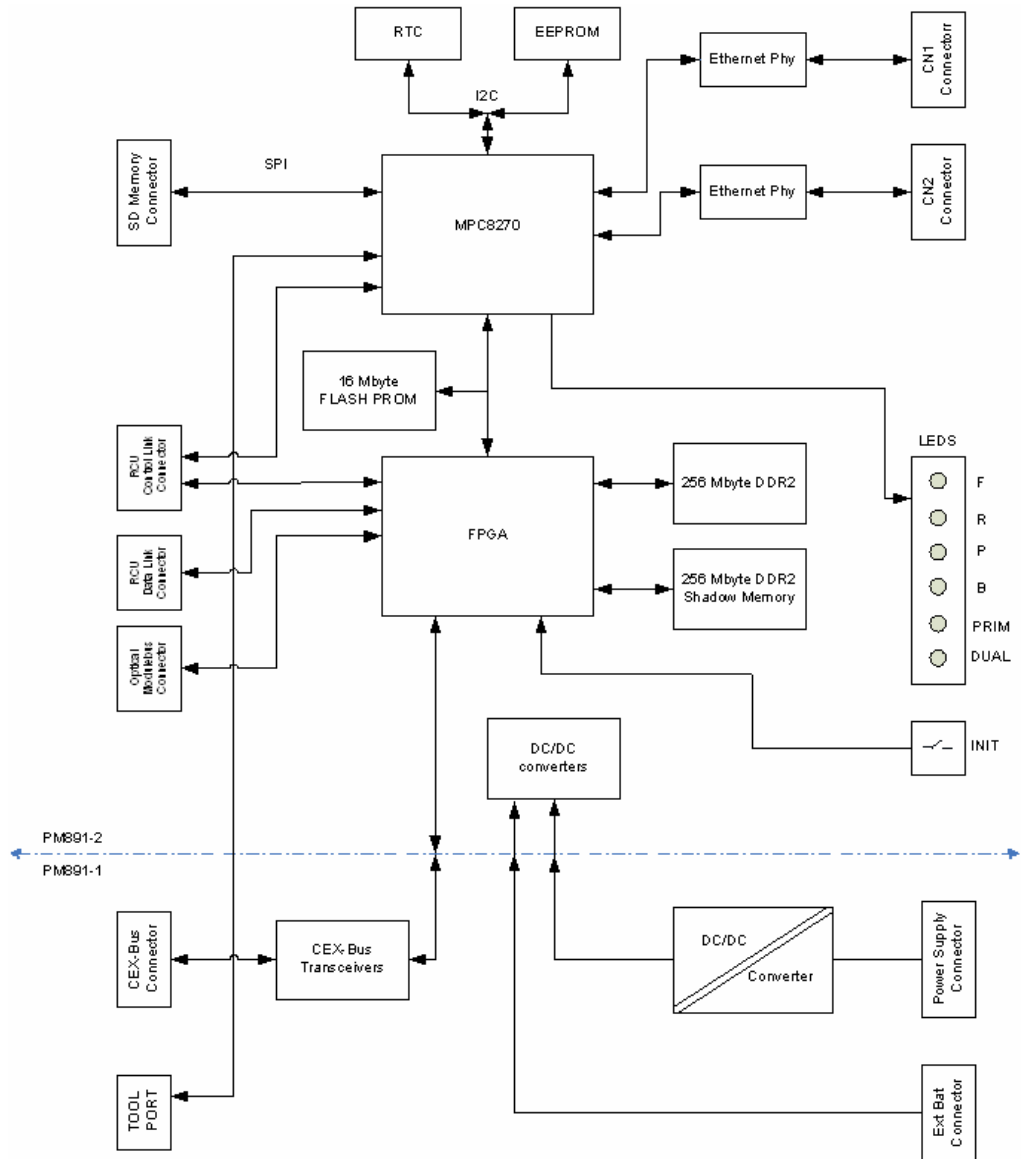 RTC
EEPROM
Ethernet Phy
CN1
Connectorr
I2C
SD Memory
Connector
SPI
MPC8270
Ethernet Phy
CN2
Connector
16 Mbyte
FLASH PROM
RCU
Control Link
Connector
FPGA
256 Mbyte DDR2
256 Mbyte DDR2
Shadow Memory
LEDS
F
R
P
B
PRIM
DUAL
RCU
Data Link
Connector
Optical
Modulebus
Connector
DC/DC
converters
INIT
PM891-2
PM891-1
CEX-Bus
Connector
CEX-Bus
Transceivers
DC/DC
Converter
Power Supply
Connector
TOOL
PORT
Ext Bat
Connector